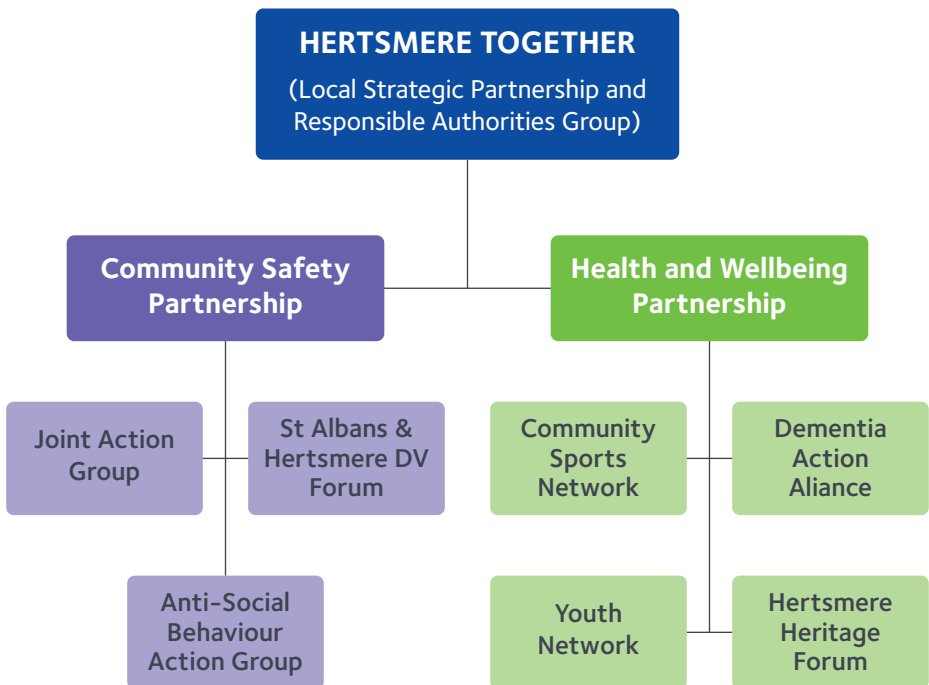 HERTSMERE TOGETHER
(Local Strategic Partnership and
Responsible Authorities Group)
Community Safety
Partnership
Health and Wellbeing
Partnership
Joint Action
Group
St Albans &
Hertsmere DV
Forum
Community
Sports
Network
Dementia
Action
Aliance
Anti-Social
Behaviour
Action Group
Youth
Network
Hertsmere
Heritage
Forum